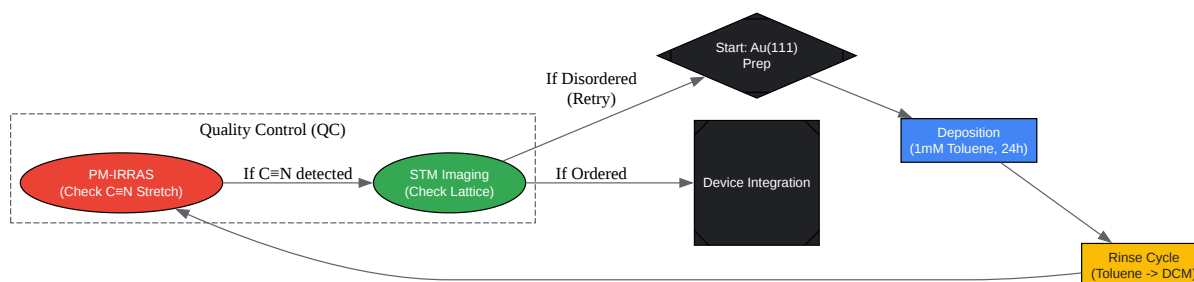 Start: Au(111)
Prep
If Disordered
(Retry)
Quality Control (QC)
Deposition
(1mM Toluene, 24h)
PM-IRRAS
(Check C≡N Stretch)
If C≡N detected
STM Imaging
(Check Lattice)
If Ordered
Device Integration
Rinse Cycle
(Toluene -> DCM)